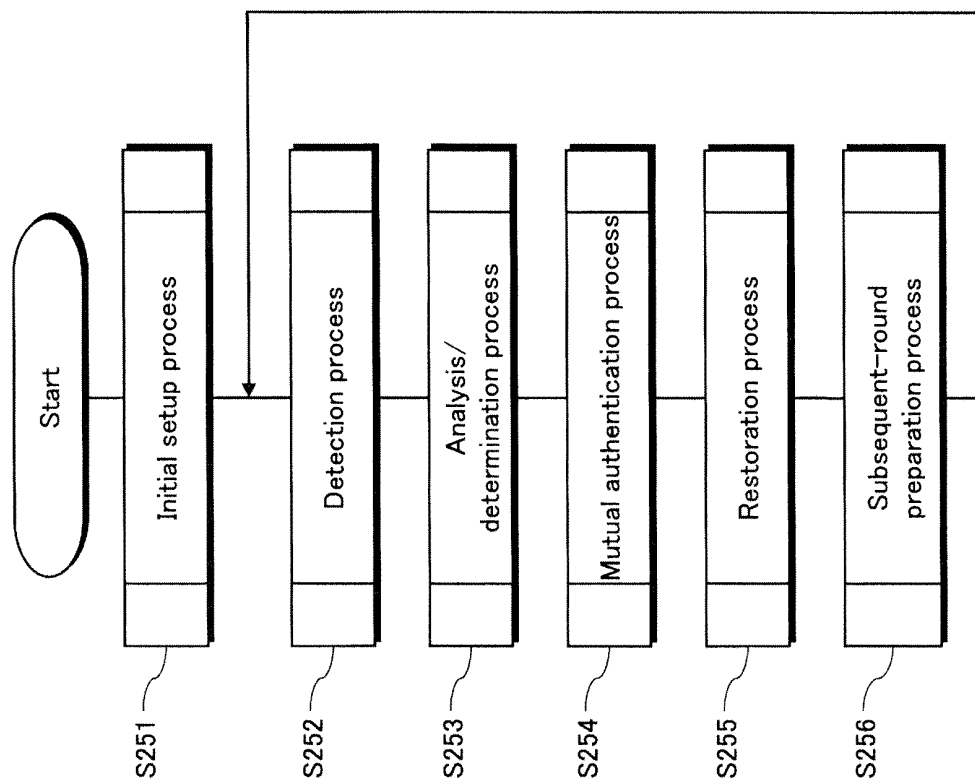 Start
S251
Initial setup process
S252
Detection process
S253
Analysis/
determination process
S254
Mutual authentication process
S255
Restoration process
S256
Subsequent-round
preparation process